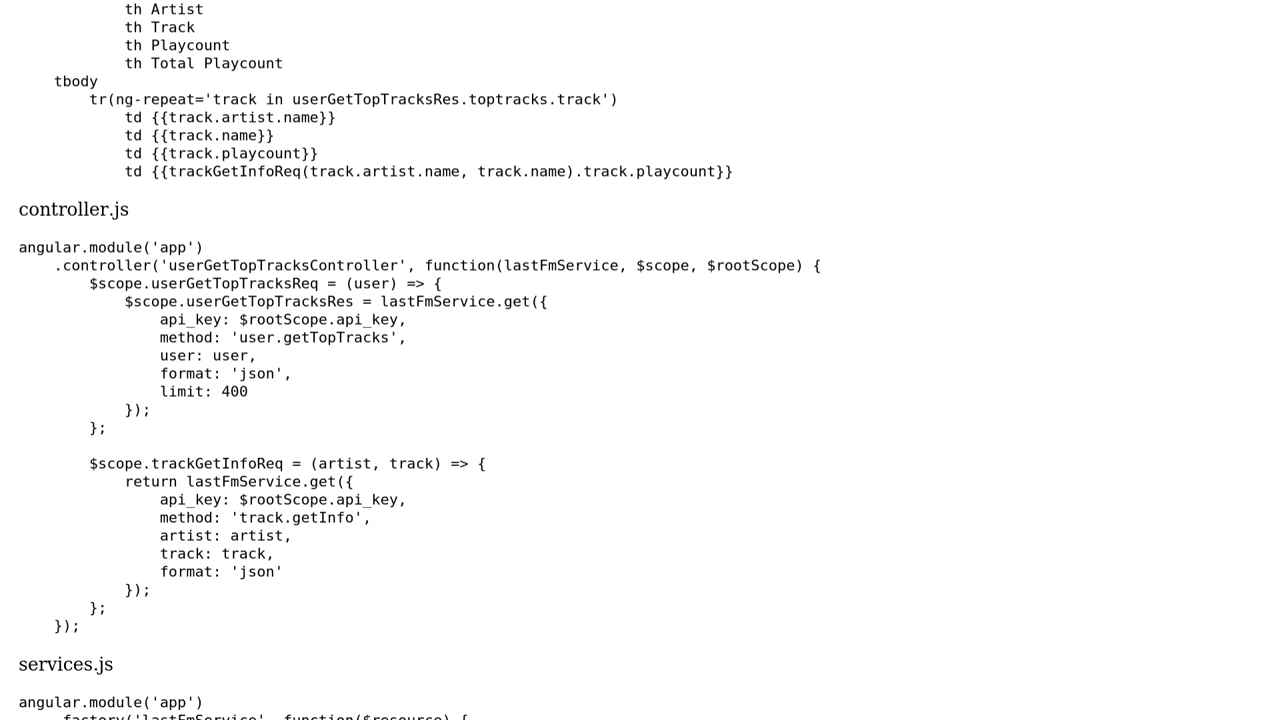 th Artist
th Track
th Playcount
th Total Playcount
tbody
tr(ng-repeat='track in userGetTopTracksRes.toptracks.track')
td {{track.artist.name}}
td {{track.name}}
td {{track.playcount}}
td {{trackGetInfoReq(track.artist.name, track.name).track.playcount}}
controller.js
angular.module('app')
.controller('userGetTopTracksController', function(lastFmService, $scope, $rootScope) {
$scope.userGetTopTracksReq = (user) => {
$scope.userGetTopTracksRes = lastFmService.get({
api_key: $rootScope.api_key,
method: 'user.getTopTracks',
user: user,
format: 'json',
limit: 400
});
};
$scope.trackGetInfoReq = (artist, track) => {
return lastFmService.get({
api_key: $rootScope.api_key,
method: 'track.getInfo',
artist: artist,
track: track,
format: 'json'
});
};
});
services.js
angular.module('app')
.factory('lastFmService', function($resource) {